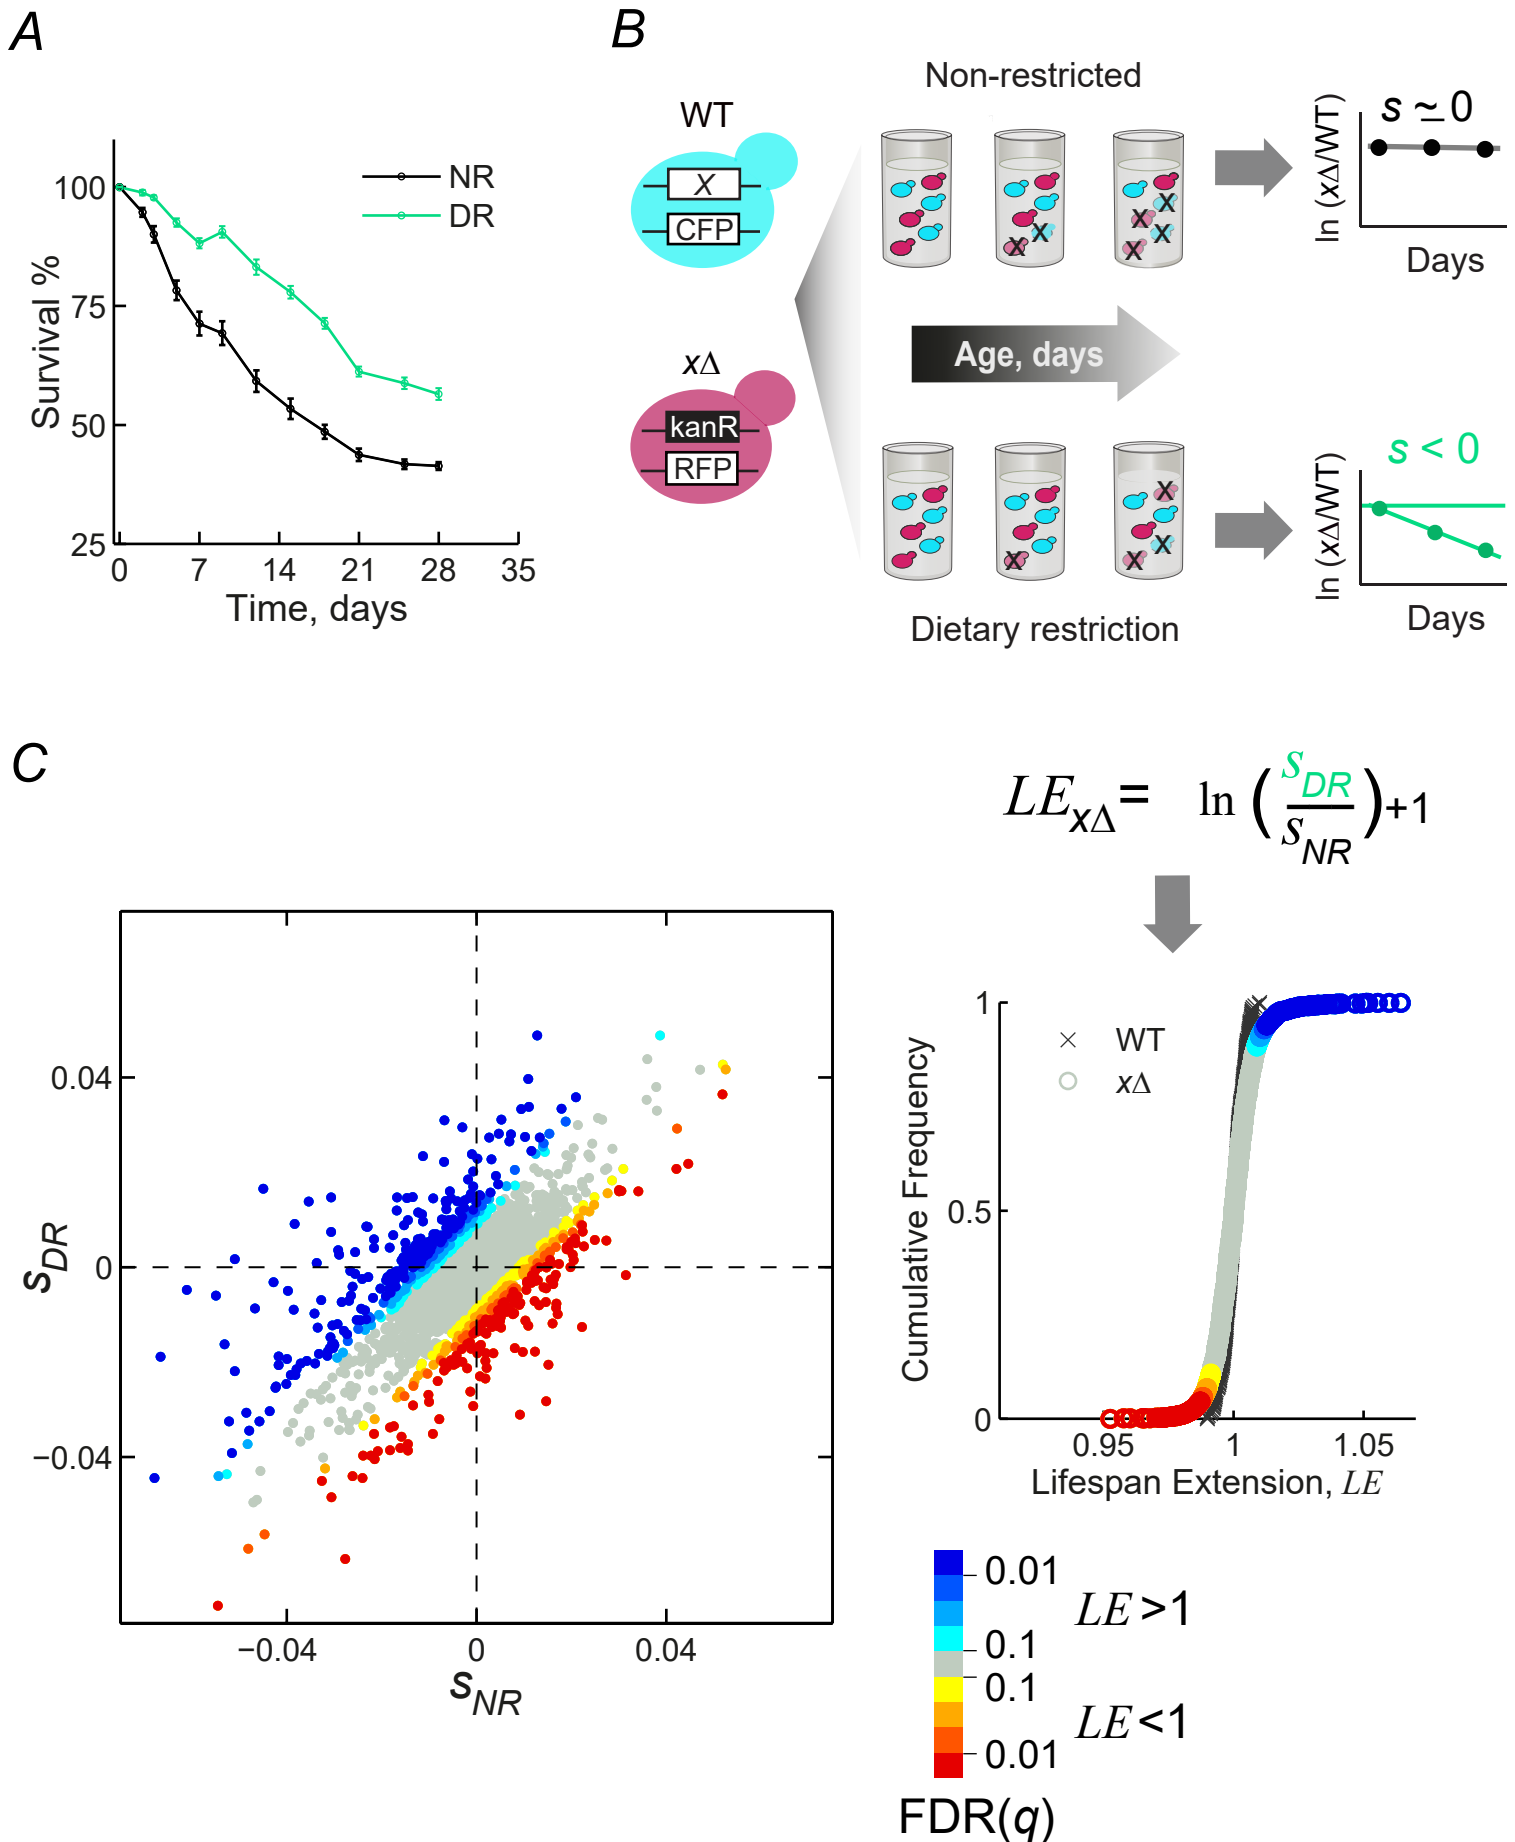 A
100
75
50
25
Survival %
0 7 14 21 28 35
Time, days
NR
DR
B
WT
X
CFP
xΔ
kanR
RFP
Non-restricted
X X
X X X X
Age, days
X
X X X
Dietary restriction
s ≃ 0
ln (xΔ/WT)
Days
s < 0
ln (xΔ/WT)
Days
C
0.04
0
−0.04
sDR
−0.04 0 0.04
sNR
LExΔ = ln (sDR/sNR)+1
1
0.5
0
Cumulative Frequency
WT
xΔ
0.95 1 1.05
Lifespan Extension, LE
0.01
LE >1
0.1
0.1
LE <1
0.01
FDR(q)